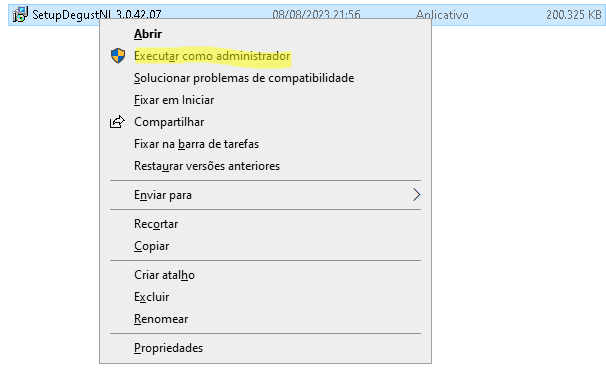 SetupDegustNL3.0.42.07 08/08/2023 21:56 Aplicativo 200.325 KB
Abrir
Executar como administrador
Solucionar problemas de compatibilidade
Fixar em Iniciar
Compartilhar
Fixar na barra de tarefas
Restaurar versões anteriores
Enviar para
Recortar
Copiar
Criar atalho
Excluir
Renomear
Propriedades